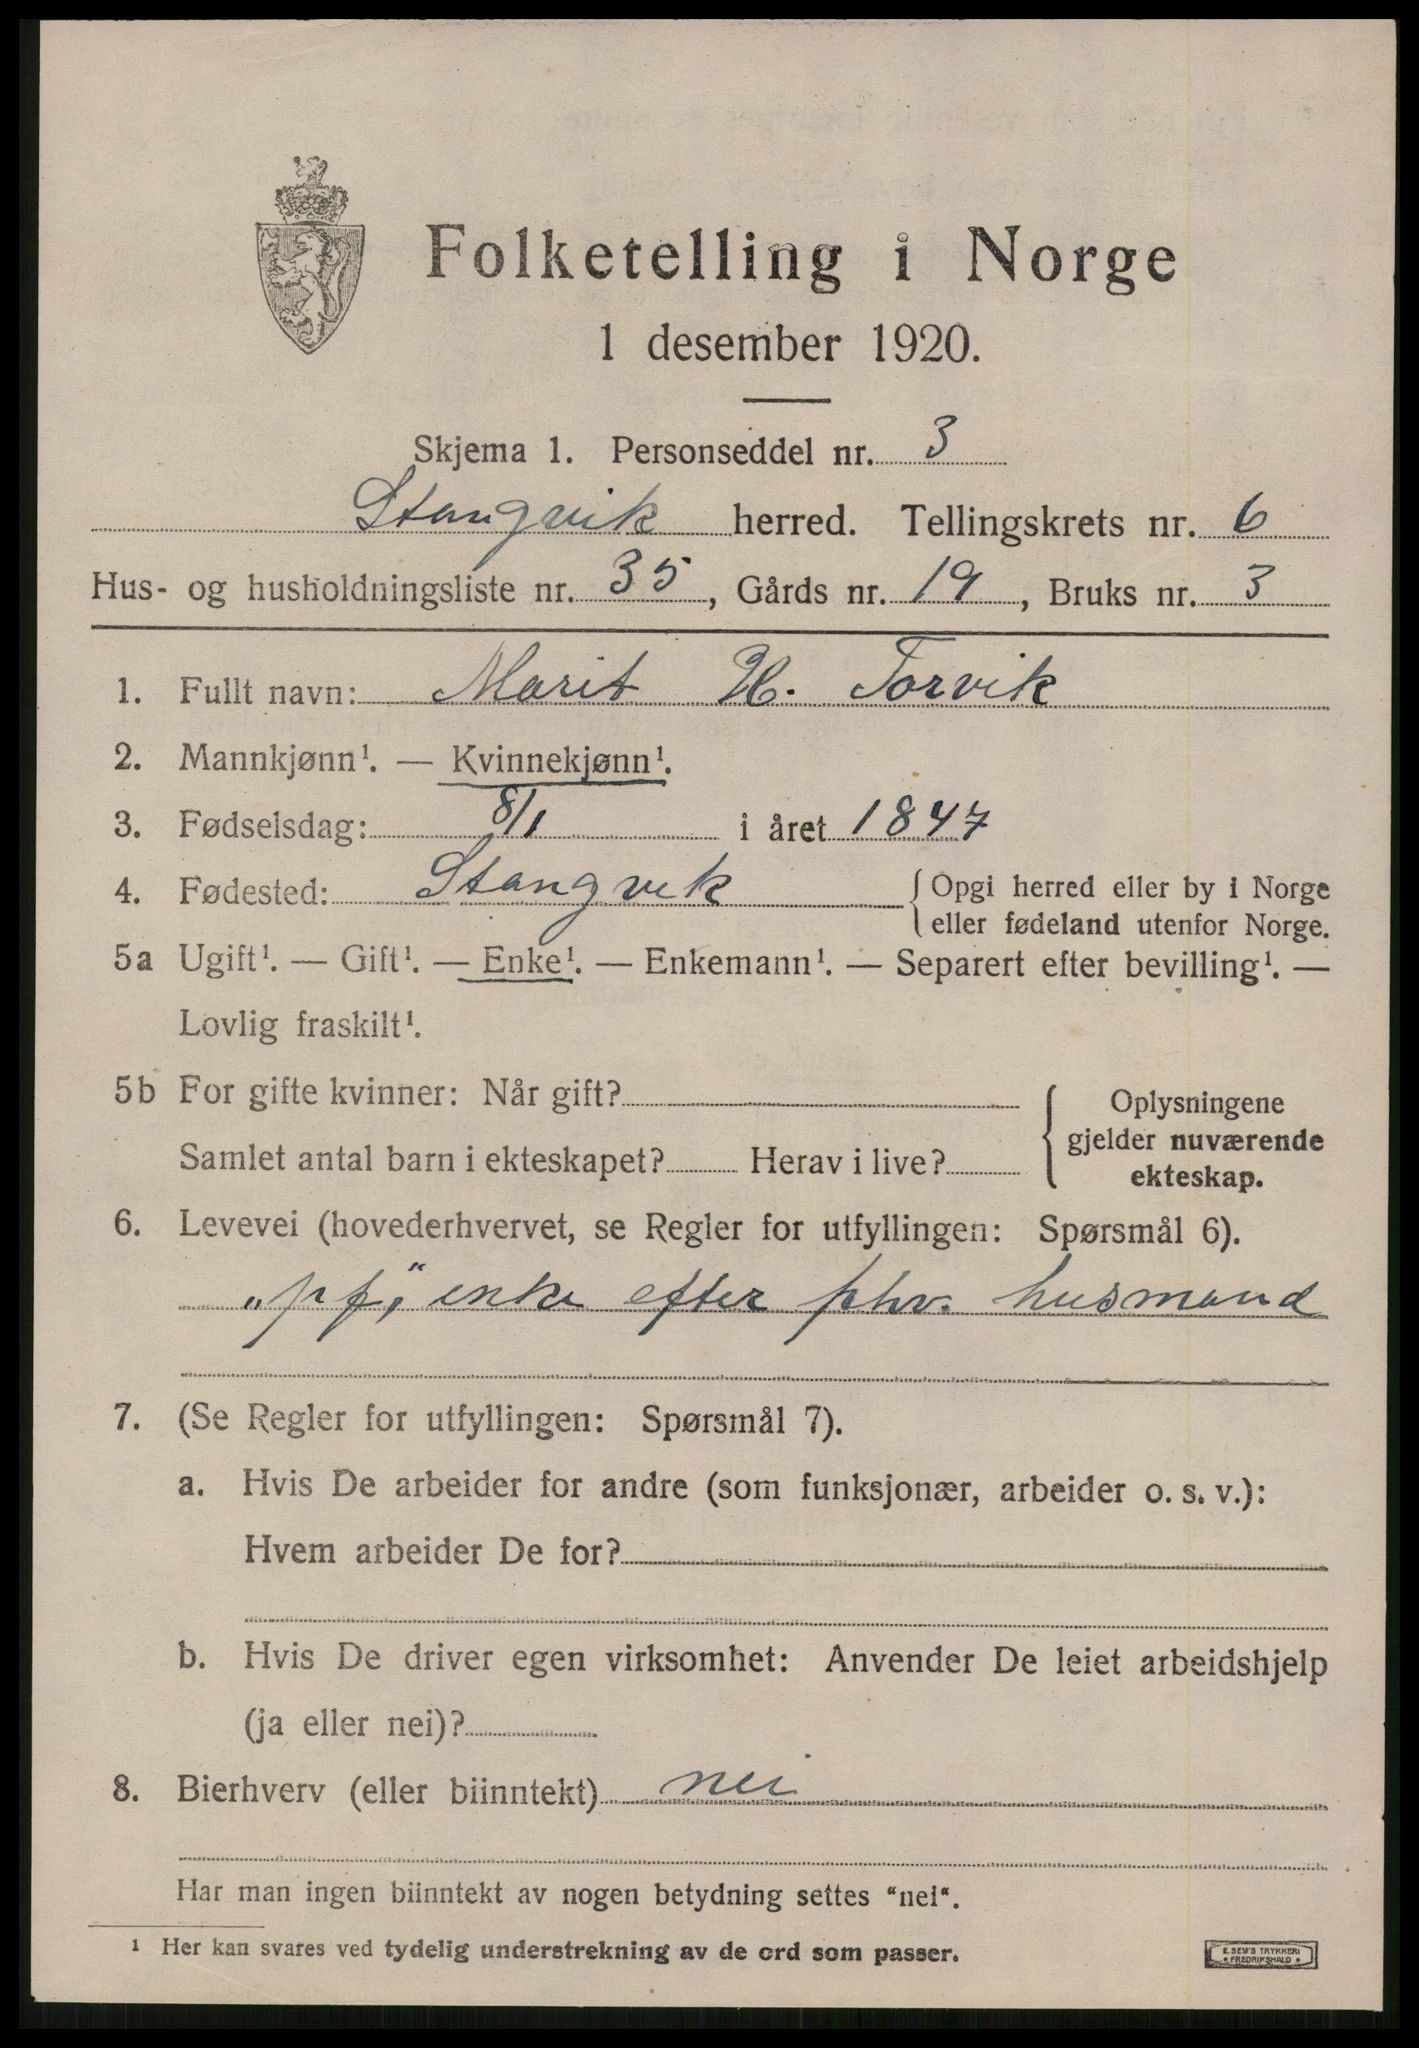 Folketelling i Norge
1 desember 1920.
Skjema 1. Personseddel nr. 3
Stangvik herred. Tellingskrets nr. 6
Hus- og husholdningsliste nr. 35, Gårds nr. 19, Bruks nr. 3
1. Fullt navn: Marit H. Torvik
2. Mannkjønn¹. — Kvinnekjønn¹.
3. Fødselsdag: 8/1 i året 1847
4. Fødested: Stangvik { Opgi herred eller by i Norge
eller fødeland utenfor Norge.
5a Ugift¹. — Gift¹. — Enke¹. — Enkemann¹. — Separert efter bevilling¹. —
Lovlig fraskilt¹.
5b For gifte kvinner: Når gift?
Samlet antal barn i ekteskapet? Herav i live?
Oplysningene
gjelder nuværende
ekteskap.
6. Levevei (hovederhvervet, se Regler for utfyllingen: Spørsmål 6).
„pf," enke efter fhv. husmand
7. (Se Regler for utfyllingen: Spørsmål 7).
a. Hvis De arbeider for andre (som funksjonær, arbeider o. s. v.):
Hvem arbeider De for?
b. Hvis De driver egen virksomhet: Anvender De leiet arbeidshjelp
(ja eller nei)?
8. Bierhverv (eller biinntekt) nei
Har man ingen biinntekt av nogen betydning settes "nei".
¹ Her kan svares ved tydelig understrekning av de ord som passer.
E. SEM'S TRYKKERI
* FREDRIKSHALD *